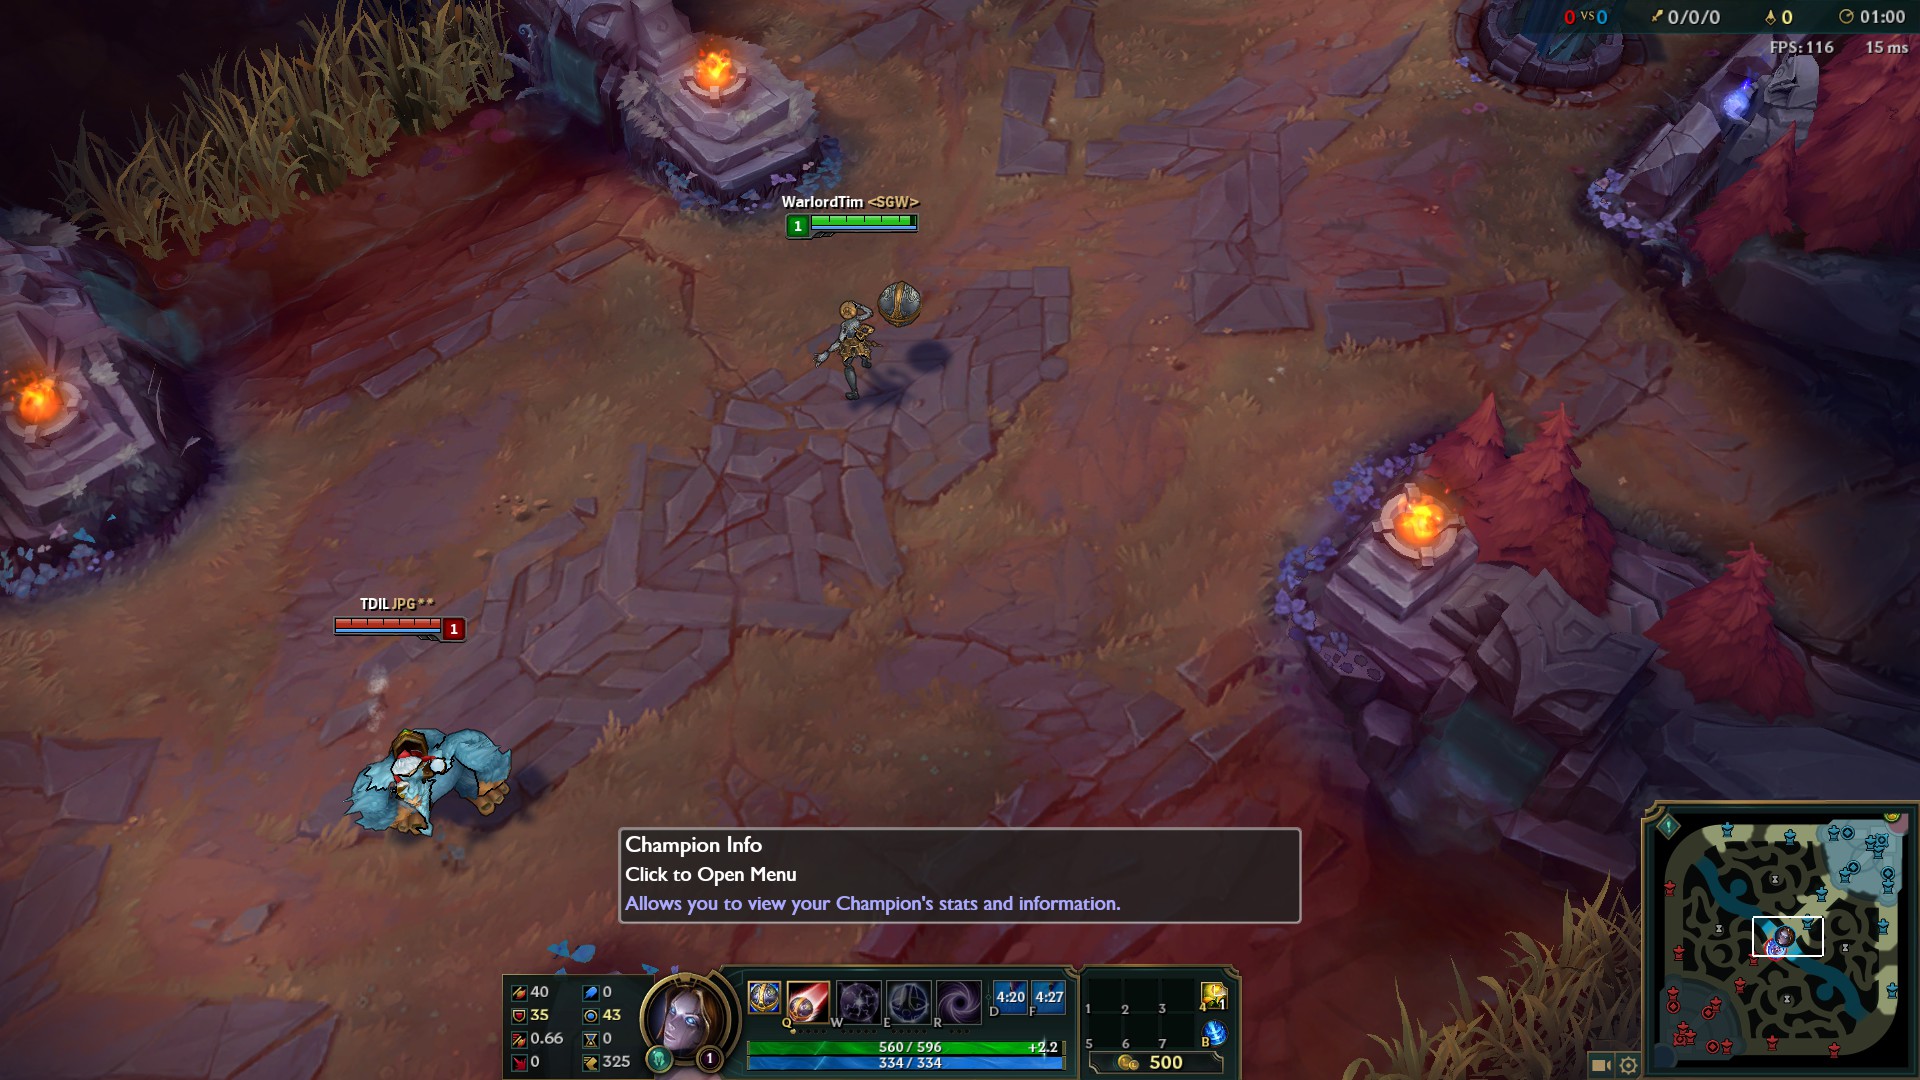 0 VS 0 0/0/0 0 01:00
FPS: 116 15 ms
WarlordTim <SGW>
1
TDIL JPG**
1
Champion Info
Click to Open Menu
Allows you to view your Champion's stats and information.
40 0
35 43
0.66 0
0 325
1
Q W E R
4:20 D 4:27 F
560 / 596 +2.2
334 / 334
1 2 3 4 1
5 6 7 B
500